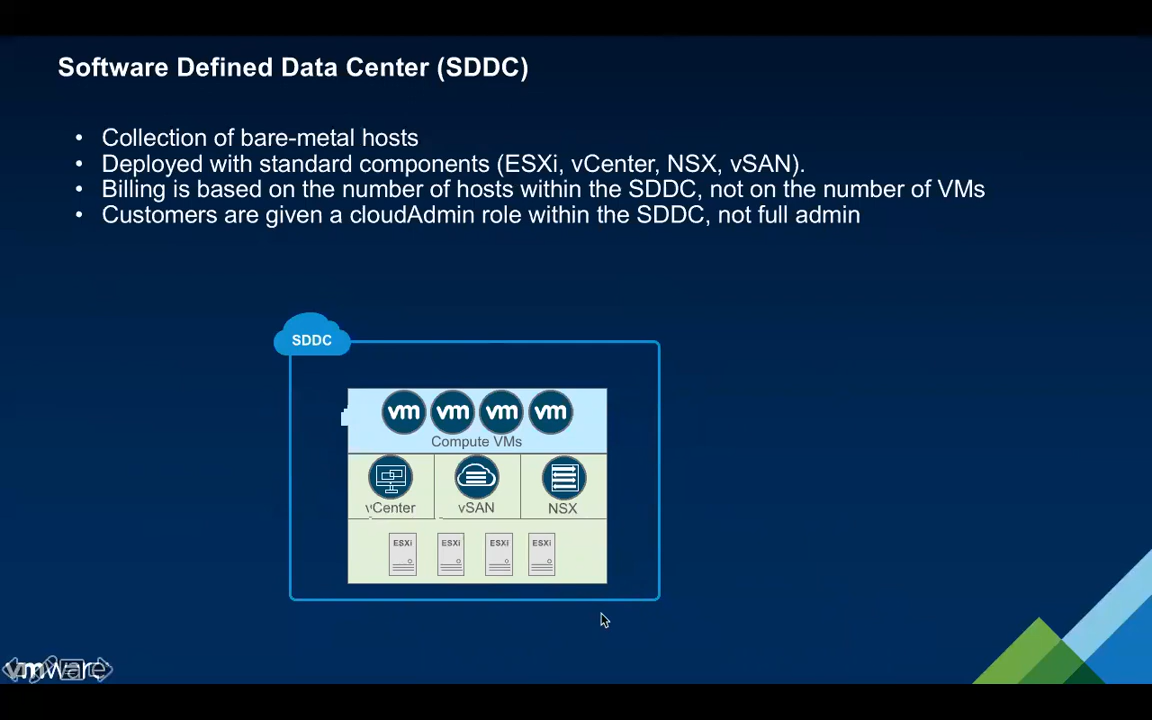 Software Defined Data Center (SDDC)
• Collection of bare-metal hosts
• Deployed with standard components (ESXi, vCenter, NSX, vSAN).
• Billing is based on the number of hosts within the SDDC, not on the number of VMs
• Customers are given a cloudAdmin role within the SDDC, not full admin
SDDC
vm vm vm vm
Compute VMs
vCenter vSAN NSX
ESXi ESXi ESXi ESXi
vmware